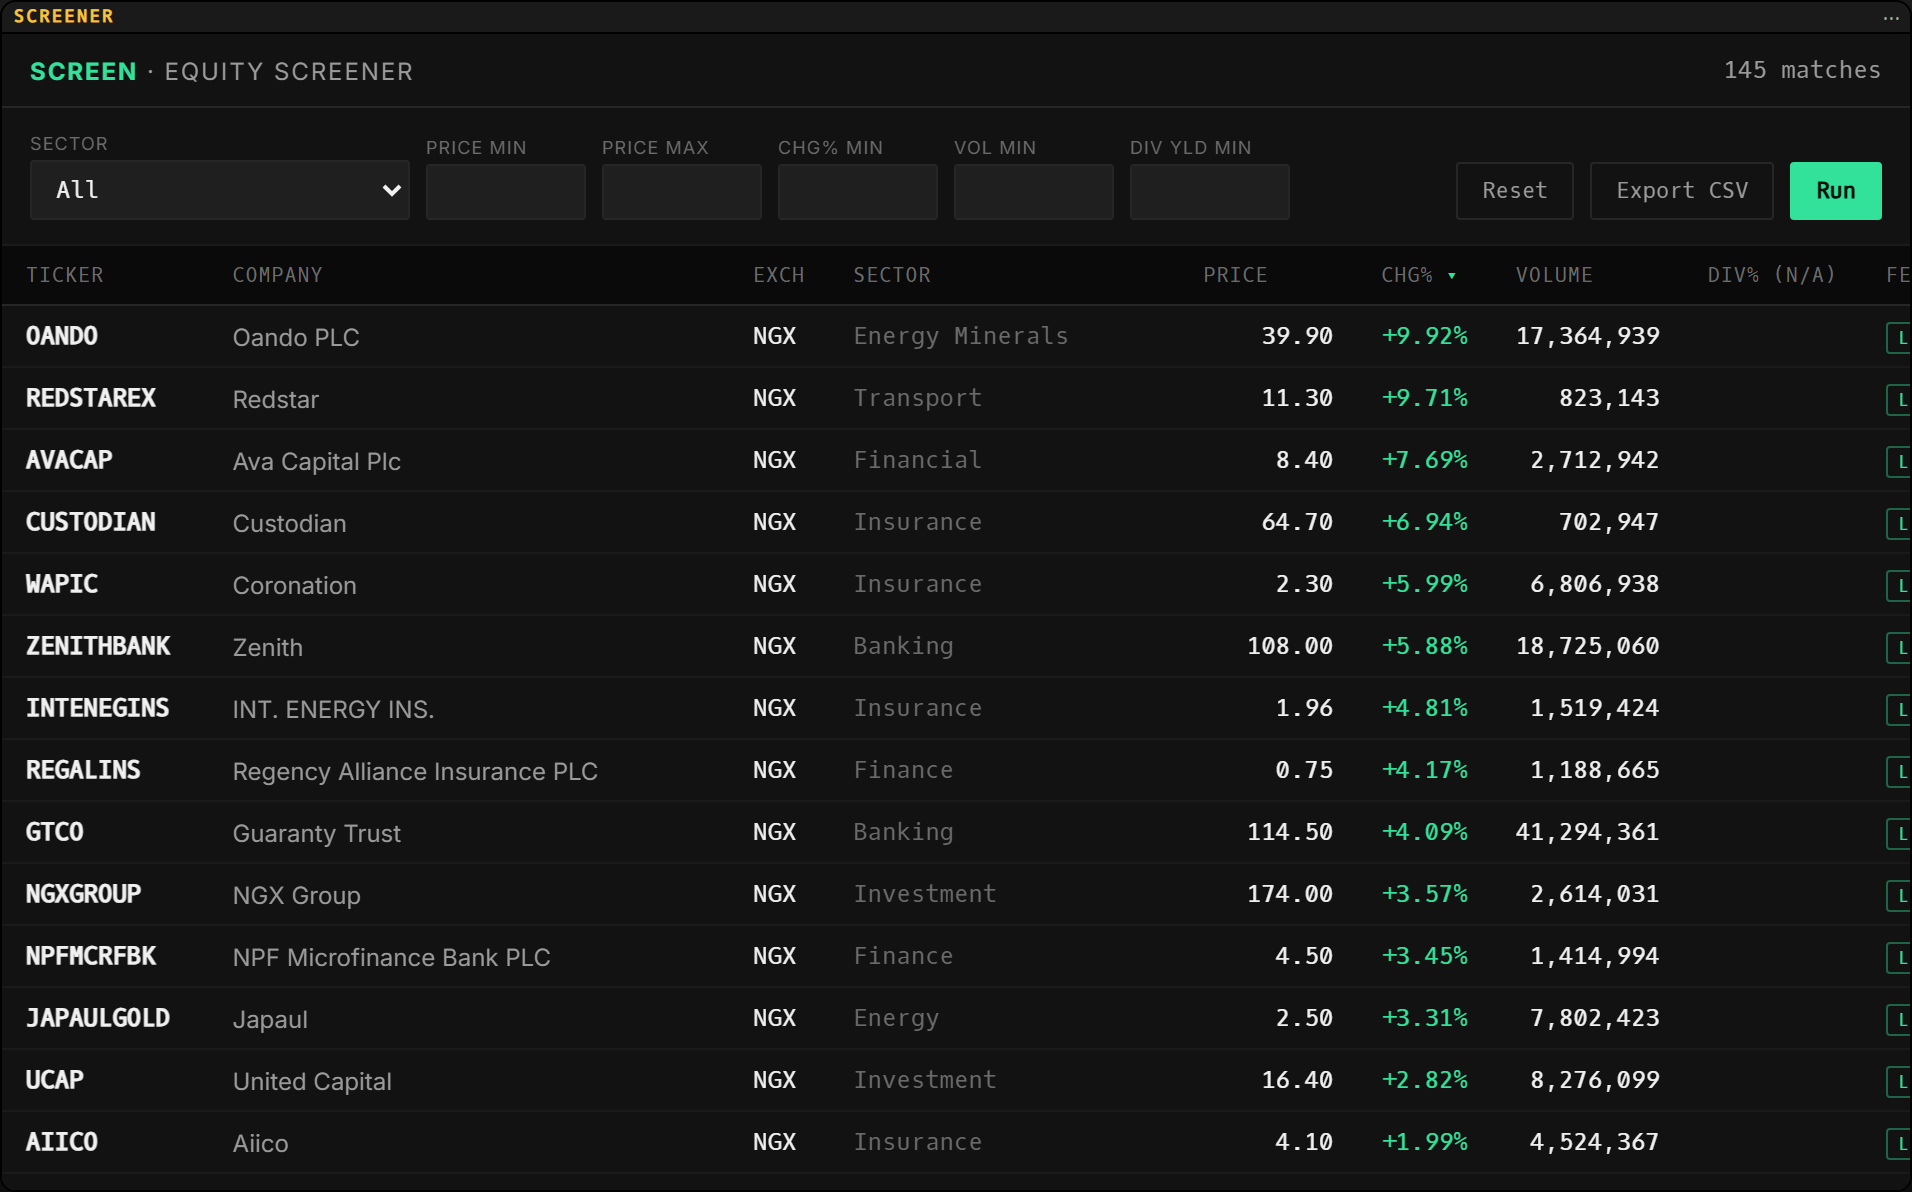 SCREENER
...
SCREEN · EQUITY SCREENER
145 matches
SECTOR PRICE MIN PRICE MAX CHG% MIN VOL MIN DIV YLD MIN
All Reset Export CSV Run
TICKER COMPANY EXCH SECTOR PRICE CHG% ▼ VOLUME DIV% (N/A) FE
OANDO Oando PLC NGX Energy Minerals 39.90 +9.92% 17,364,939 L
REDSTAREX Redstar NGX Transport 11.30 +9.71% 823,143 L
AVACAP Ava Capital Plc NGX Financial 8.40 +7.69% 2,712,942 L
CUSTODIAN Custodian NGX Insurance 64.70 +6.94% 702,947 L
WAPIC Coronation NGX Insurance 2.30 +5.99% 6,806,938 L
ZENITHBANK Zenith NGX Banking 108.00 +5.88% 18,725,060 L
INTENEGINS INT. ENERGY INS. NGX Insurance 1.96 +4.81% 1,519,424 L
REGALINS Regency Alliance Insurance PLC NGX Finance 0.75 +4.17% 1,188,665 L
GTCO Guaranty Trust NGX Banking 114.50 +4.09% 41,294,361 L
NGXGROUP NGX Group NGX Investment 174.00 +3.57% 2,614,031 L
NPFMCRFBK NPF Microfinance Bank PLC NGX Finance 4.50 +3.45% 1,414,994 L
JAPAULGOLD Japaul NGX Energy 2.50 +3.31% 7,802,423 L
UCAP United Capital NGX Investment 16.40 +2.82% 8,276,099 L
AIICO Aiico NGX Insurance 4.10 +1.99% 4,524,367 L